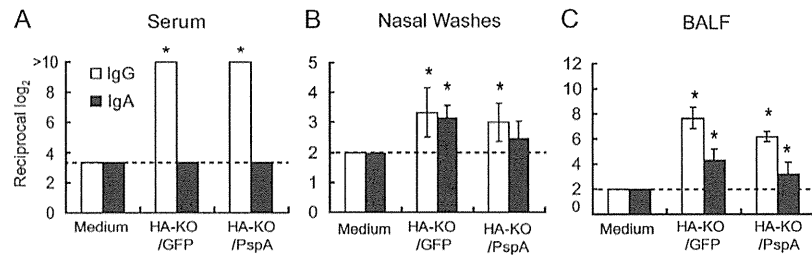 A Serum
Reciprocal log2
>10
8
6
4
2
0
IgG
IgA
*
*
Medium
HA-KO
/GFP
HA-KO
/PspA
B Nasal Washes
5
4
3
2
1
0
*
*
*
Medium
HA-KO
/GFP
HA-KO
/PspA
C BALF
12
10
8
6
4
2
0
*
*
*
*
Medium
HA-KO
/GFP
HA-KO
/PspA